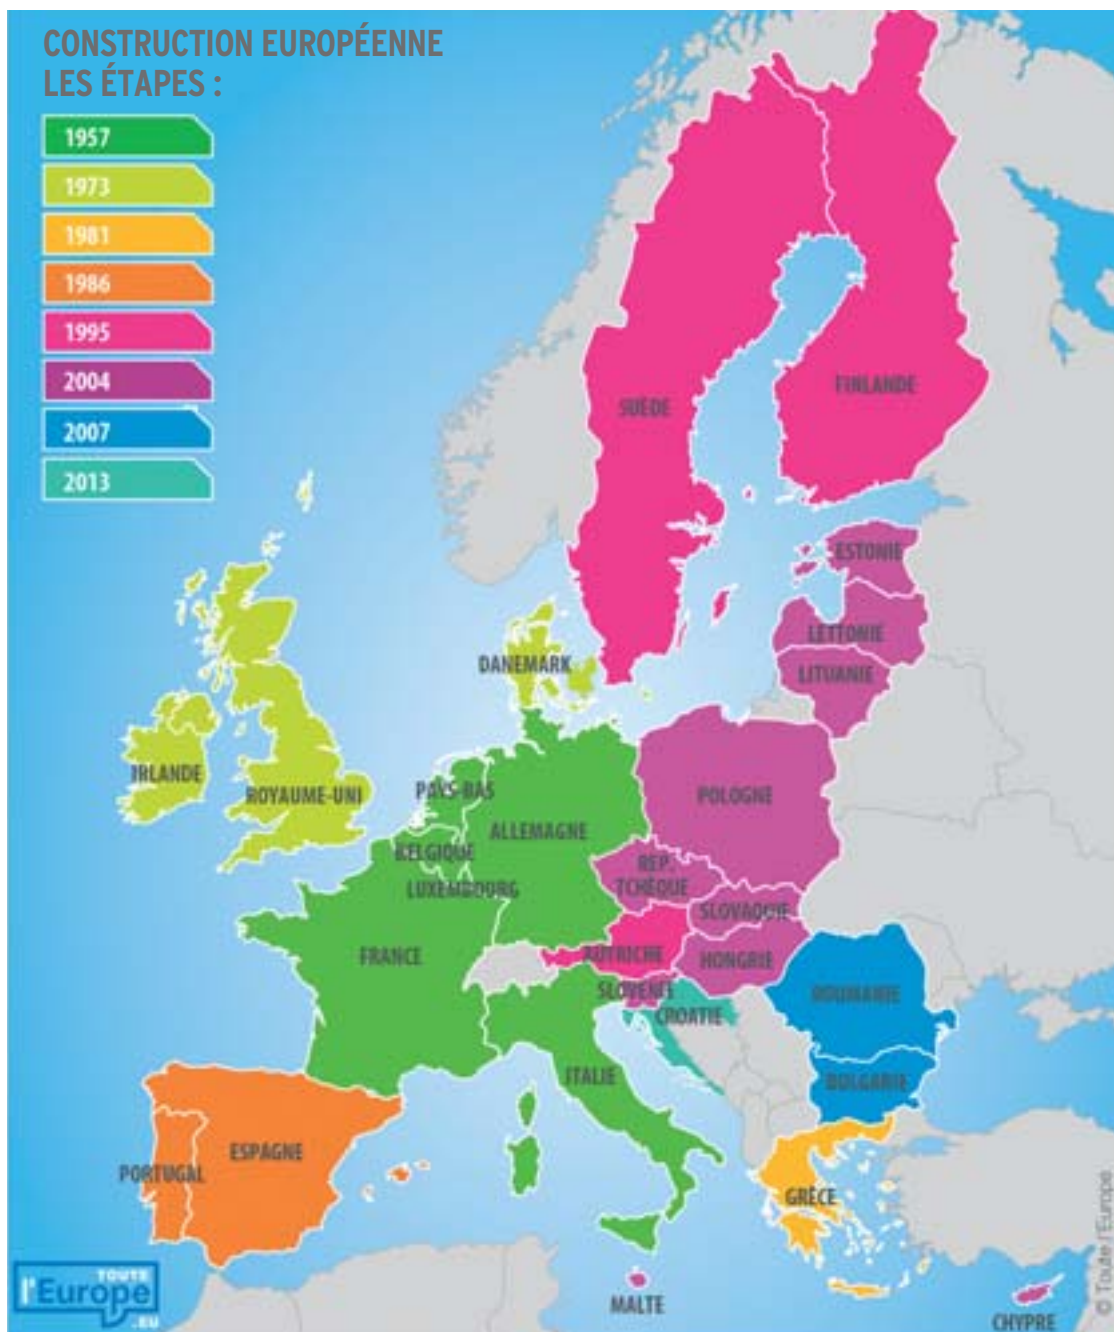 CONSTRUCTION EUROPÉENNE
LES ÉTAPES :
1957
1973
1981
1986
1995
2004
2007
2013
FINLANDE
SUÈDE
ESTONIE
LETTONIE
DANEMARK
LITUANIE
IRLANDE
ROYAUME-UNI
PAYS-BAS
POLOGNE
ALLEMAGNE
BELGIQUE
REP.
TCHÈQUE
LUXEMBOURG
SLOVAQUIE
FRANCE
AUTRICHE
HONGRIE
SLOVENIE
ROUMANIE
CROATIE
ITALIE
BULGARIE
ESPAGNE
PORTUGAL
GRÈCE
MALTE
CHYPRE
TOUTE
l'Europe
.EU
© Toute l'Europe